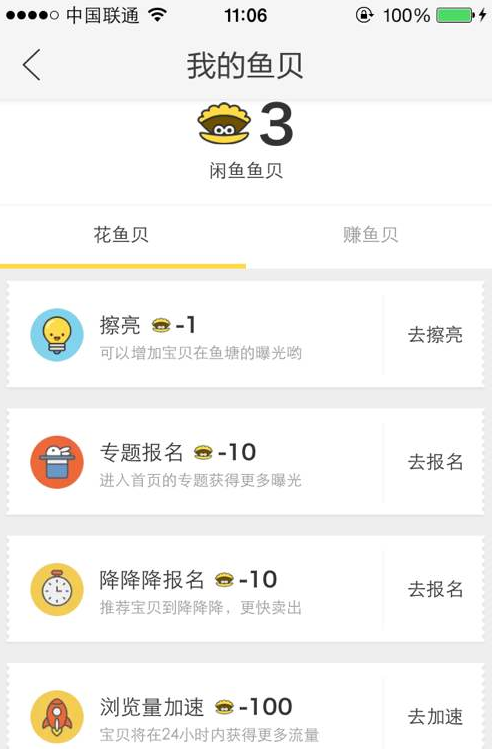 中国联通 11:06 100%
我的鱼贝
3
闲鱼鱼贝
花鱼贝 赚鱼贝
擦亮 -1
可以增加宝贝在鱼塘的曝光哟
去擦亮
专题报名 -10
进入首页的专题获得更多曝光
去报名
降降降报名 -10
推荐宝贝到降降降，更快卖出
去报名
浏览量加速 -100
宝贝将在24小时内获得更多流量
去加速